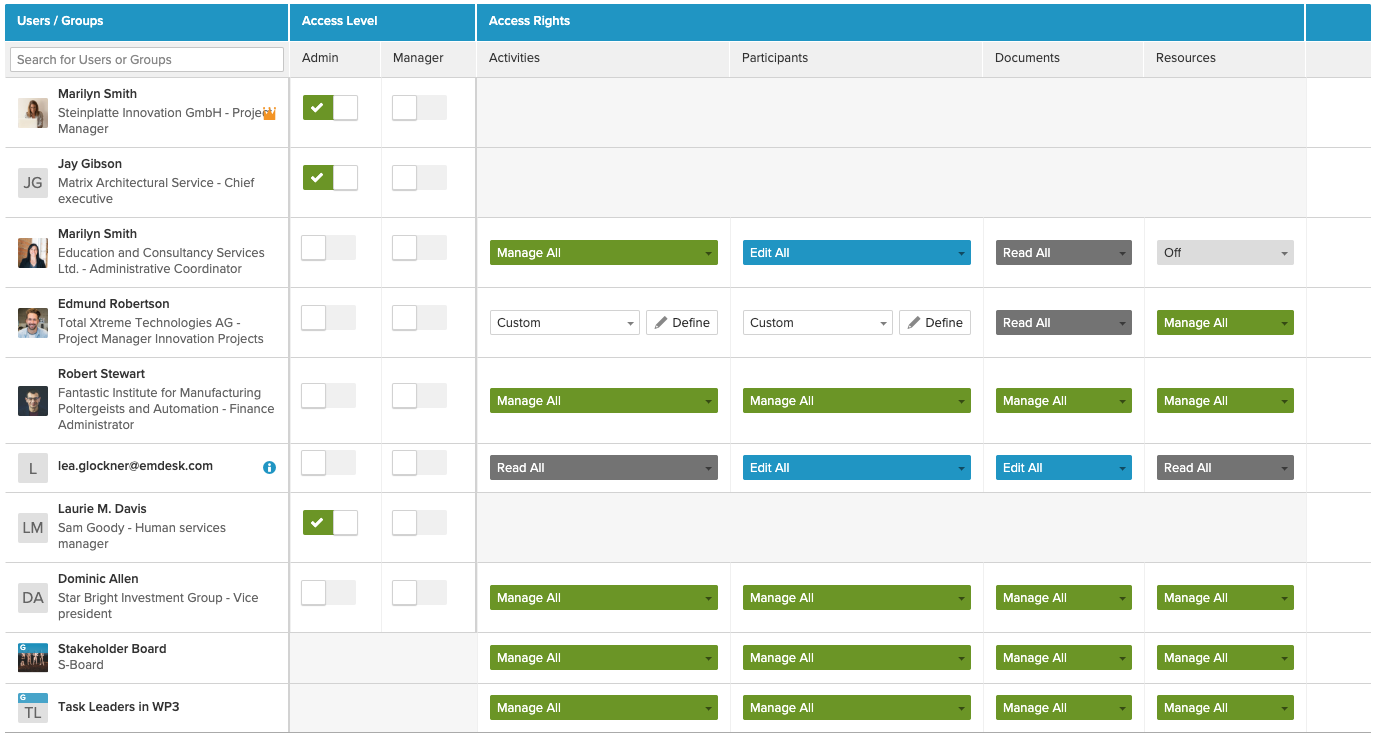 Users / Groups Access Level Access Rights
Search for Users or Groups Admin Manager Activities Participants Documents Resources
Marilyn Smith
Steinplatte Innovation GmbH - Project
Manager
Jay Gibson
JG Matrix Architectural Service - Chief
executive
Marilyn Smith
Education and Consultancy Services Manage All Edit All Read All Off
Ltd. - Administrative Coordinator
Edmund Robertson
Total Xtreme Technologies AG - Custom Define Custom Define Read All Manage All
Project Manager Innovation Projects
Robert Stewart
Fantastic Institute for Manufacturing Manage All Manage All Manage All Manage All
Poltergeists and Automation - Finance
Administrator
L lea.glockner@emdesk.com Read All Edit All Edit All Read All
Laurie M. Davis
LM Sam Goody - Human services
manager
Dominic Allen
DA Star Bright Investment Group - Vice Manage All Manage All Manage All Manage All
president
G Stakeholder Board
S-Board Manage All Manage All Manage All Manage All
G
TL Task Leaders in WP3 Manage All Manage All Manage All Manage All